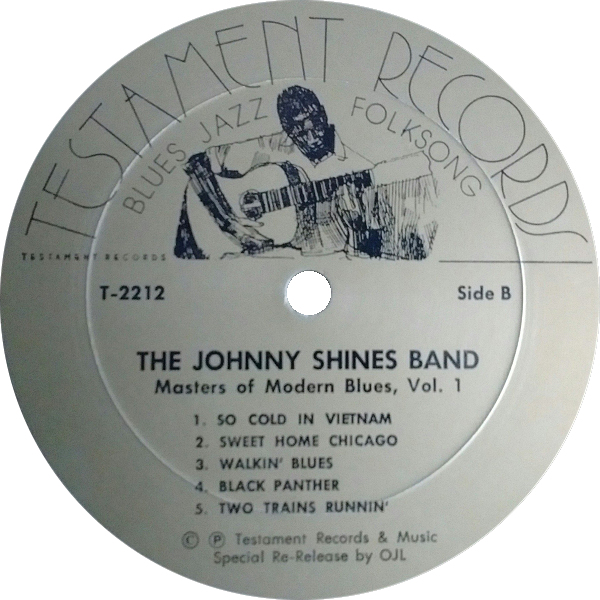 TESTAMENT RECORDS
BLUES JAZZ FOLKSONG
TESTAMENT RECORDS
T-2212
Side B
THE JOHNNY SHINES BAND
Masters of Modern Blues, Vol. 1
1. SO COLD IN VIETNAM
2. SWEET HOME CHICAGO
3. WALKIN' BLUES
4. BLACK PANTHER
5. TWO TRAINS RUNNIN'
© ℗ Testament Records & Music
Special Re-Release by OJL